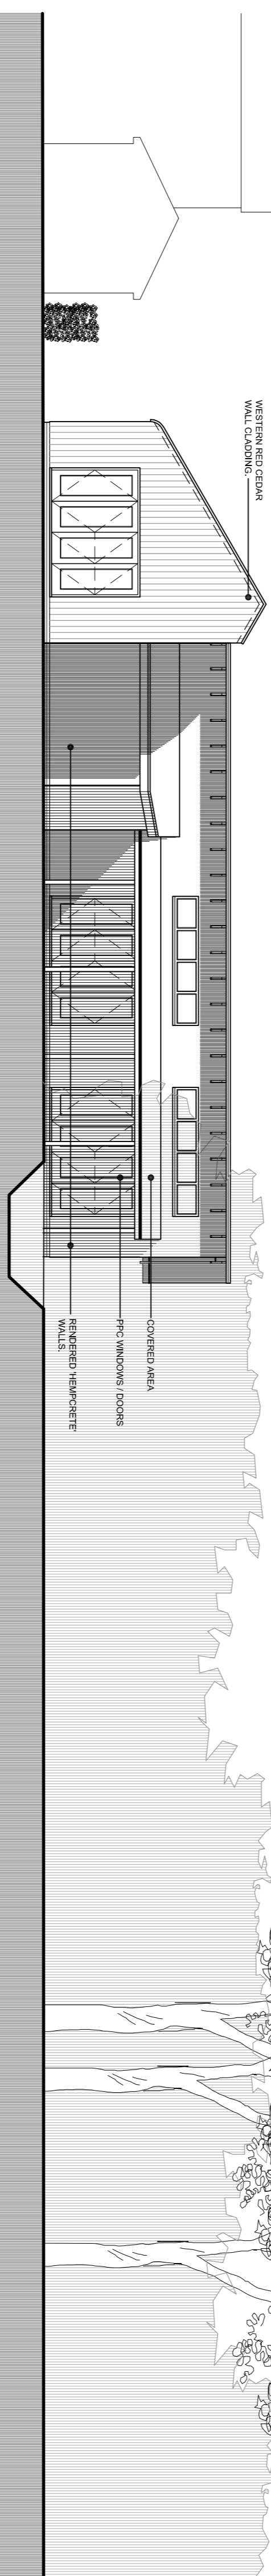 WESTERN RED CEDAR
WALL CLADDING.
COVERED AREA
PPC WINDOWS / DOORS
RENDERED 'HEMPCRETE'
WALLS.